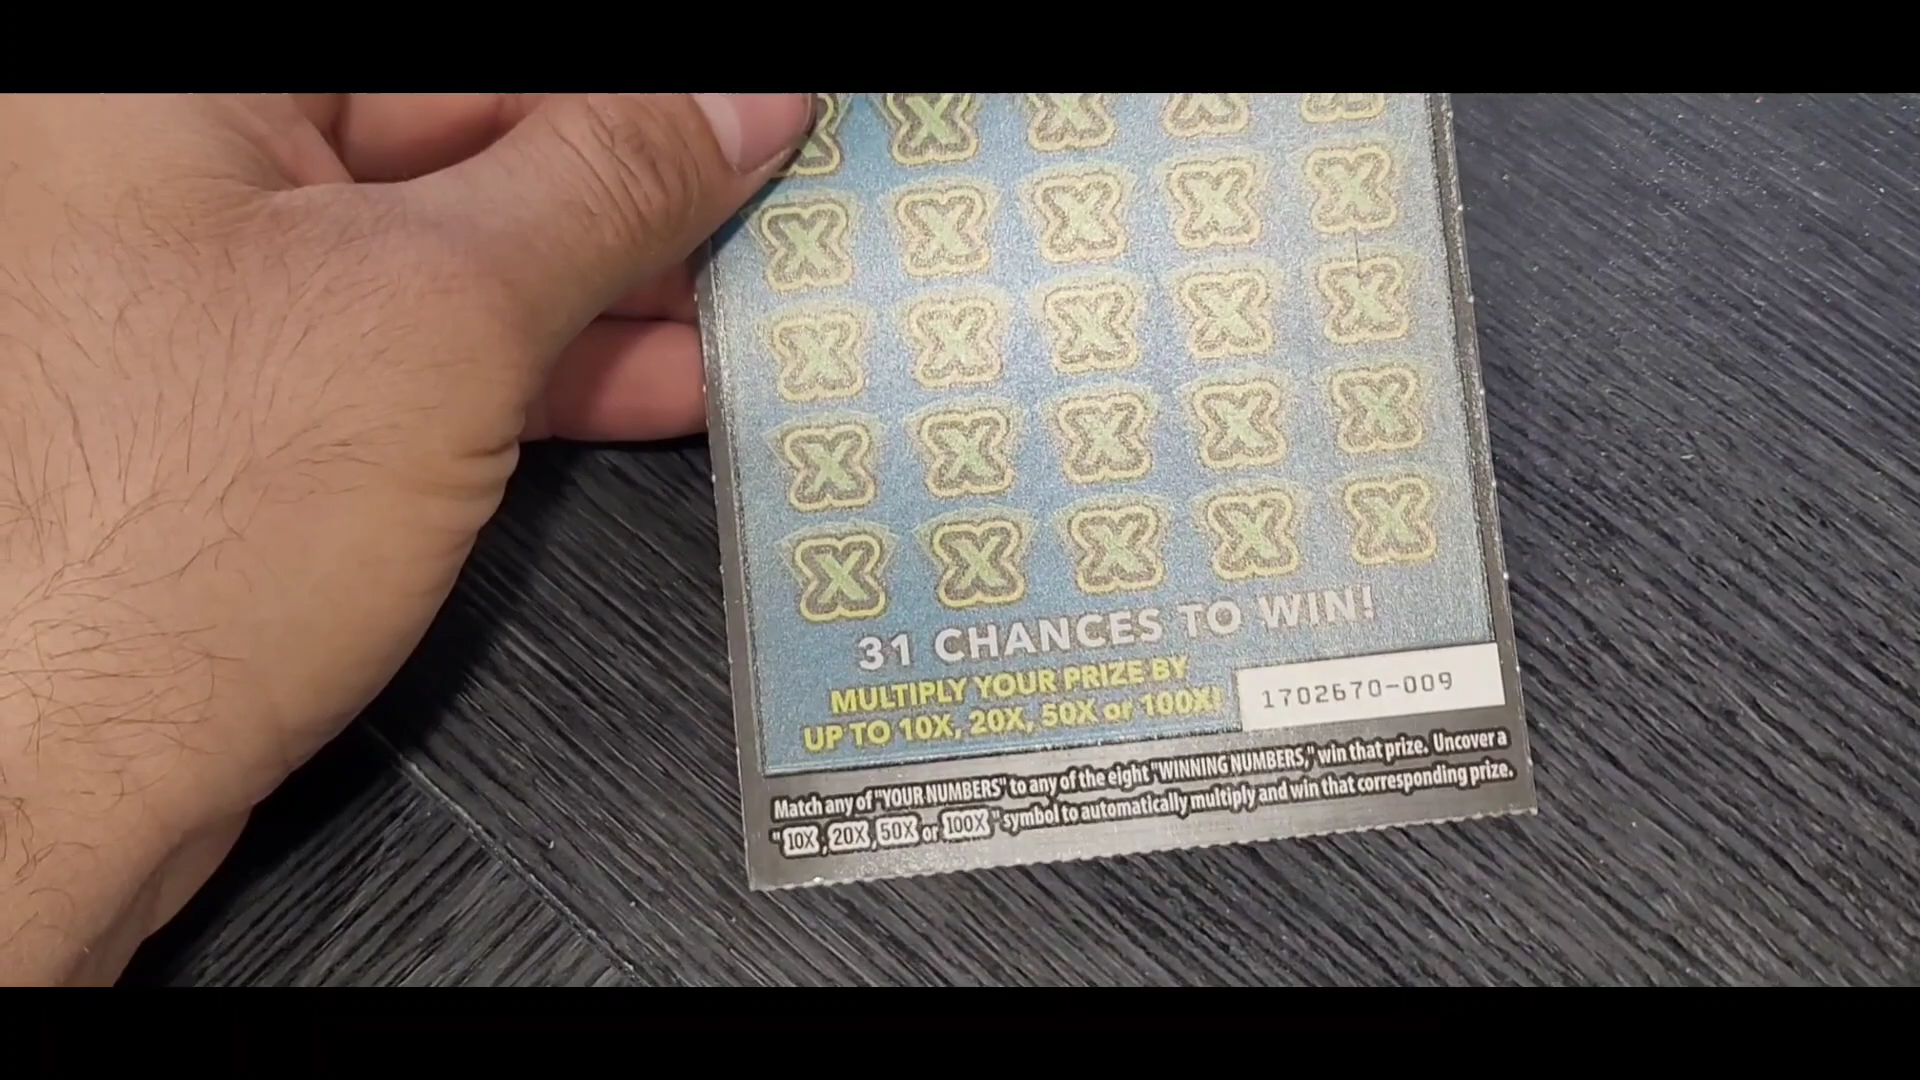 X X X X X
X X X X X
X X X X X
X X X X X
X X X X X
31 CHANCES TO WIN!
MULTIPLY YOUR PRIZE BY
UP TO 10X, 20X, 50X or 100X!
1702670-009
Match any of "YOUR NUMBERS" to any of the eight "WINNING NUMBERS," win that prize. Uncover a
"10X, 20X, 50X or 100X" symbol to automatically multiply and win that corresponding prize.